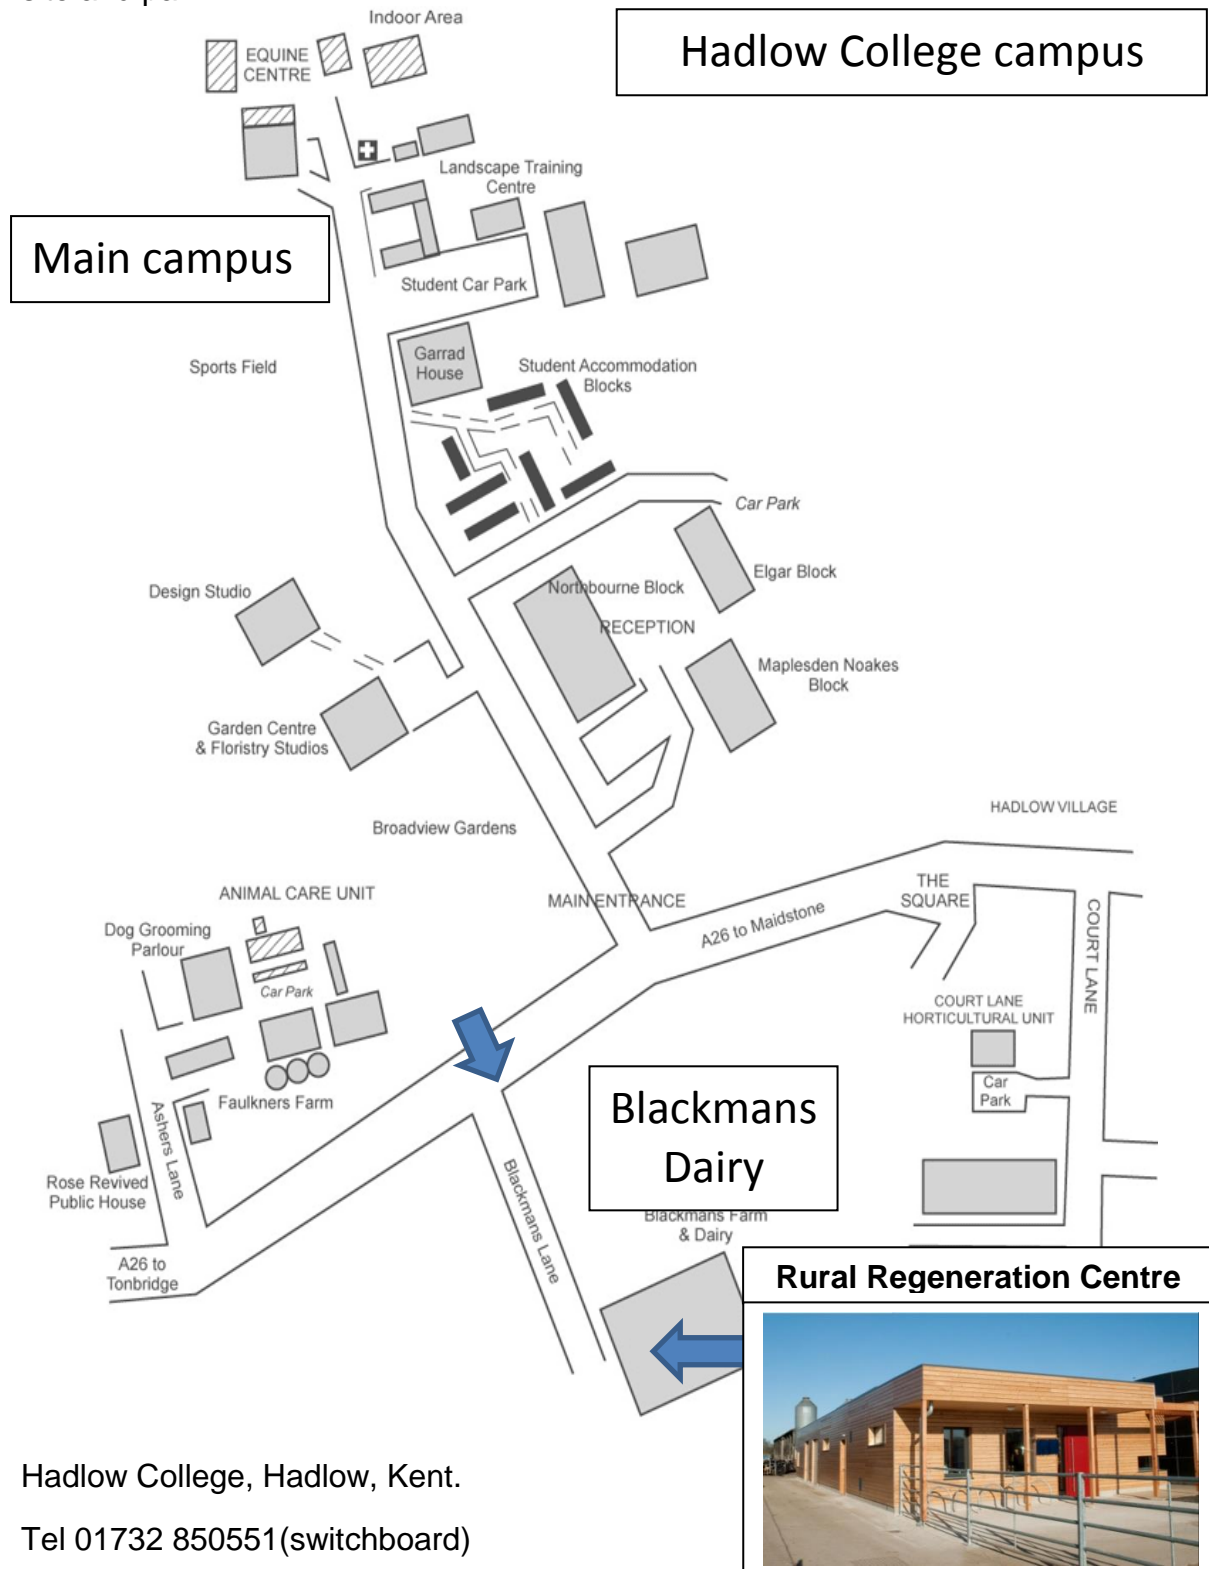 Indoor Area
Hadlow College campus
EQUINE
CENTRE
Landscape Training
Centre
Main campus
Student Car Park
Sports Field
Garrad
House
Student Accommodation
Blocks
Car Park
Design Studio
Northbourne Block
Elgar Block
RECEPTION
Maplesden Noakes
Block
Garden Centre
& Floristry Studios
Broadview Gardens
HADLOW VILLAGE
ANIMAL CARE UNIT
MAIN ENTRANCE
THE
SQUARE
A26 to Maidstone
COURT LANE
Dog Grooming
Parlour
Car Park
COURT LANE
HORTICULTURAL UNIT
Car
Park
Faulkners Farm
Ashers Lane
Blackmans
Dairy
Rose Revived
Public House
Blackmans Lane
Blackmans Farm
& Dairy
A26 to
Tonbridge
Rural Regeneration Centre
Hadlow College, Hadlow, Kent.
Tel 01732 850551(switchboard)